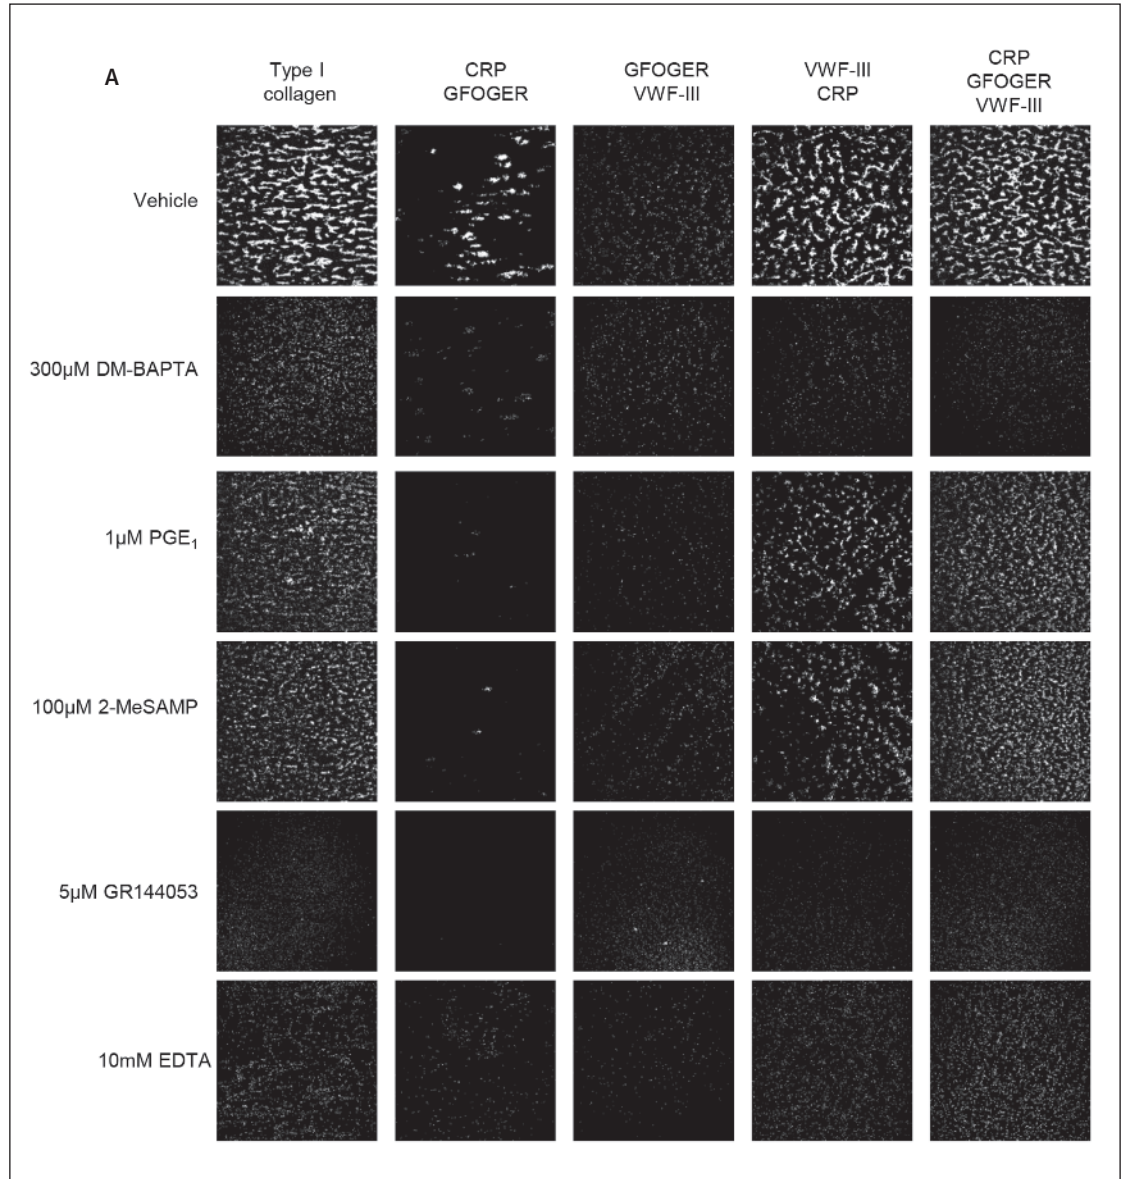 A
Type I
collagen
CRP
GFOGER
GFOGER
VWF-III
VWF-III
CRP
CRP
GFOGER
VWF-III
Vehicle
300μM DM-BAPTA
1μM PGE₁
100μM 2-MeSAMP
5μM GR144053
10mM EDTA